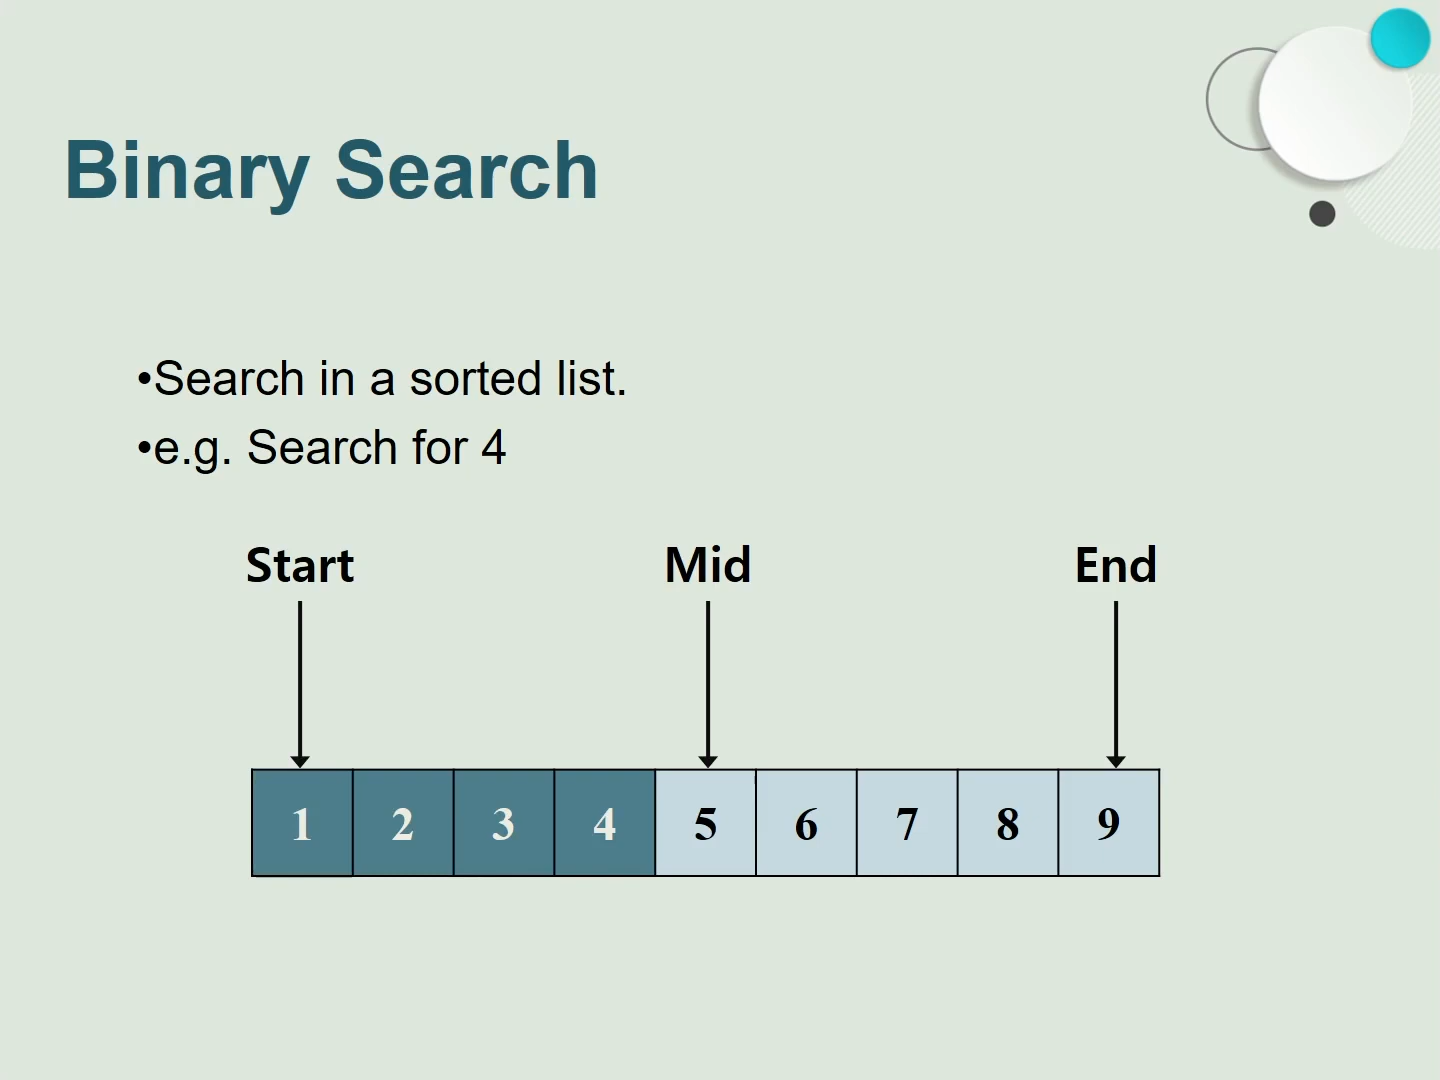 Binary Search
•Search in a sorted list.
•e.g. Search for 4
Start Mid End
1 2 3 4 5 6 7 8 9